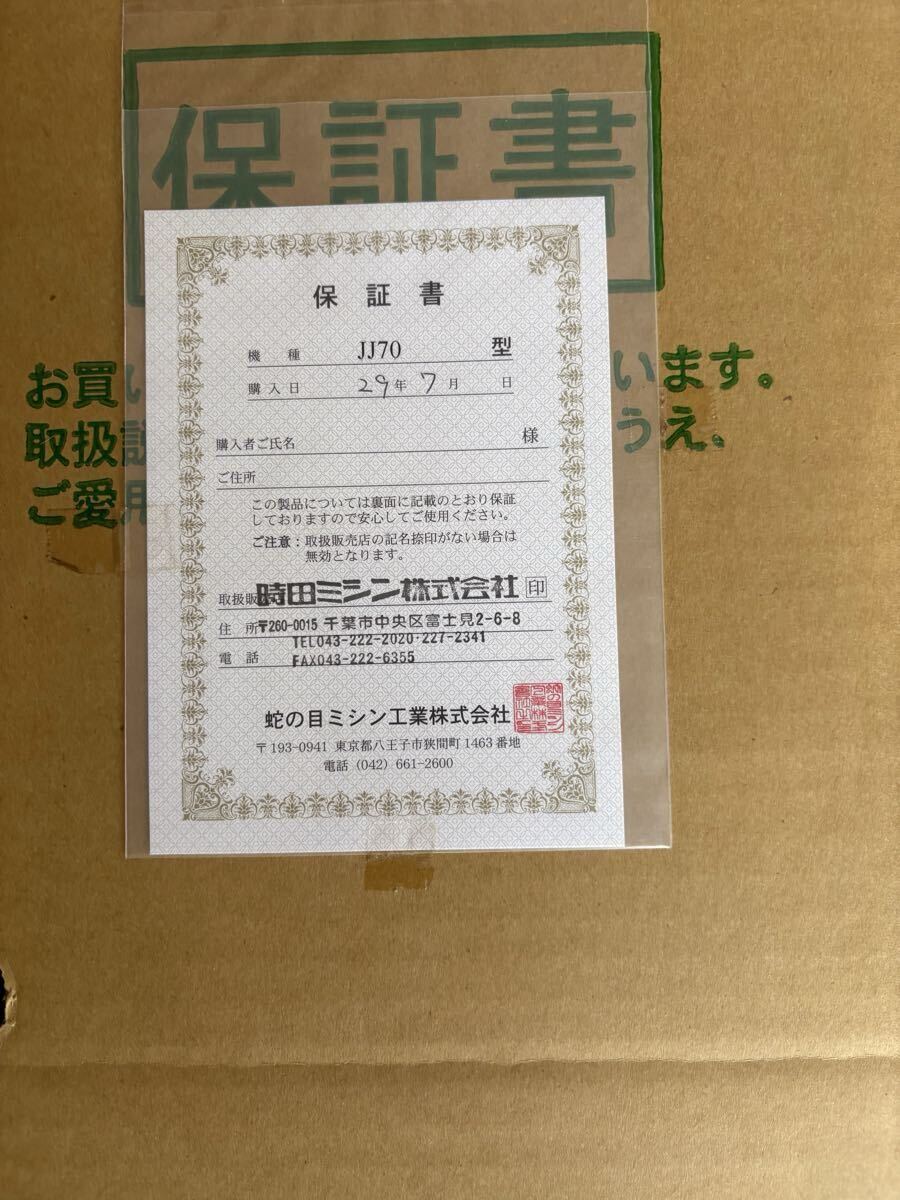 保証書
お買い います。
取扱説 うえ、
ご愛用
保証書
機種 JJ70 型
購入日 29年7月 日
購入者ご氏名 様
ご住所
この製品については裏面に記載のとおり保証
しておりますので安心してご使用ください。
ご注意：取扱販売店の記名捺印がない場合は
無効となります。
取扱販 時田ミシン株式会社 印
住所 〒260-0015 千葉市中央区富士見2-6-8
TEL043-222-2020・227-2341
電話 FAX043-222-6355
蛇の目ミシン工業株式会社
〒193-0941 東京都八王子市狭間町1463番地
電話（042）661-2600